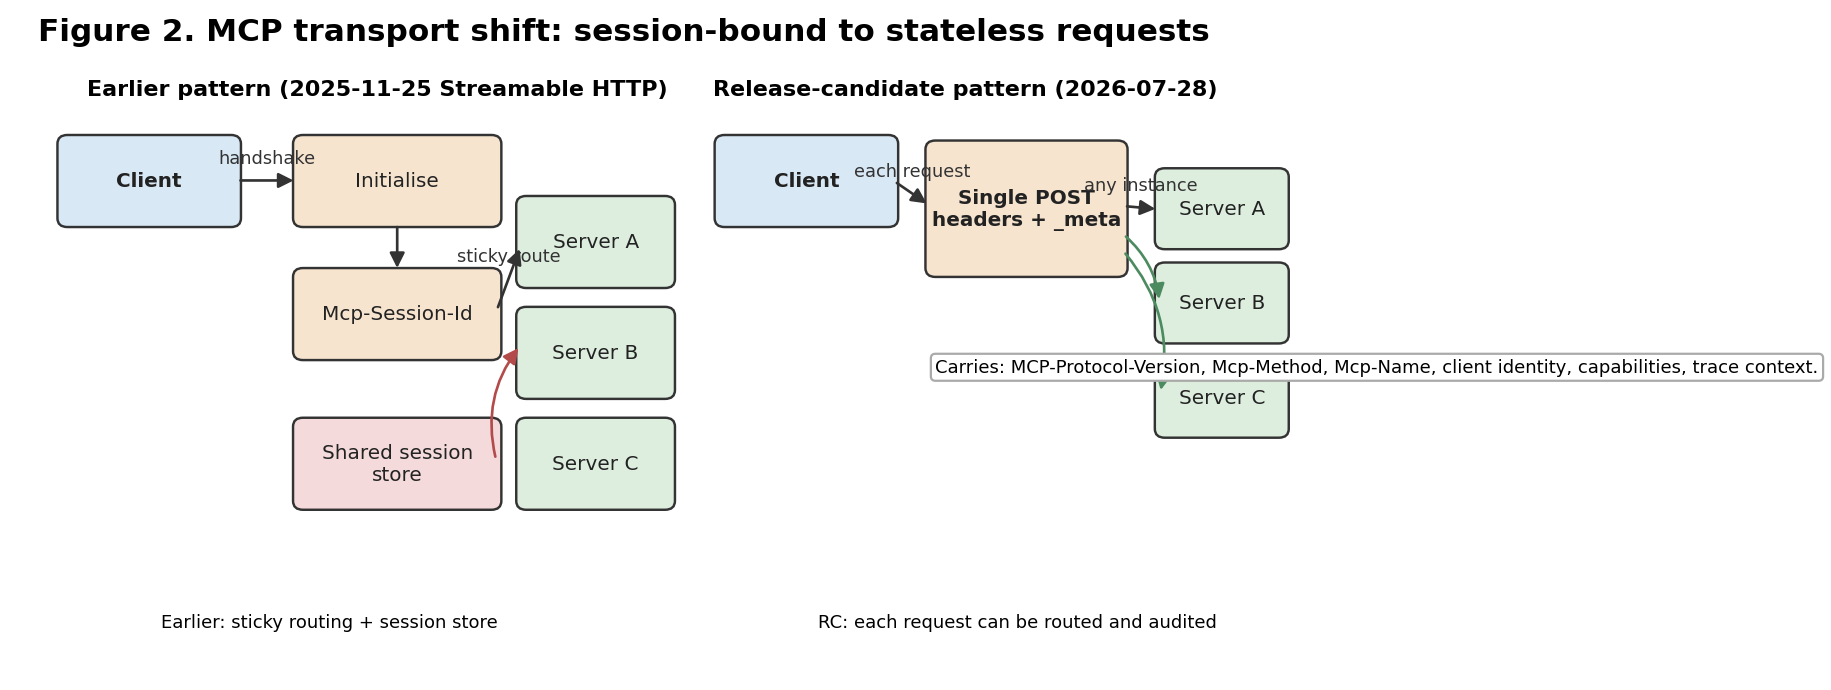 Figure 2. MCP transport shift: session-bound to stateless requests
Earlier pattern (2025-11-25 Streamable HTTP)
Client
handshake
Initialise
Mcp-Session-Id
sticky route
Shared session
store
Server A
Server B
Server C
Earlier: sticky routing + session store
Release-candidate pattern (2026-07-28)
Client
each request
Single POST
headers + _meta
any instance
Server A
Server B
Carries: MCP-Protocol-Version, Mcp-Method, Mcp-Name, client identity, capabilities, trace context.
Server C
RC: each request can be routed and audited